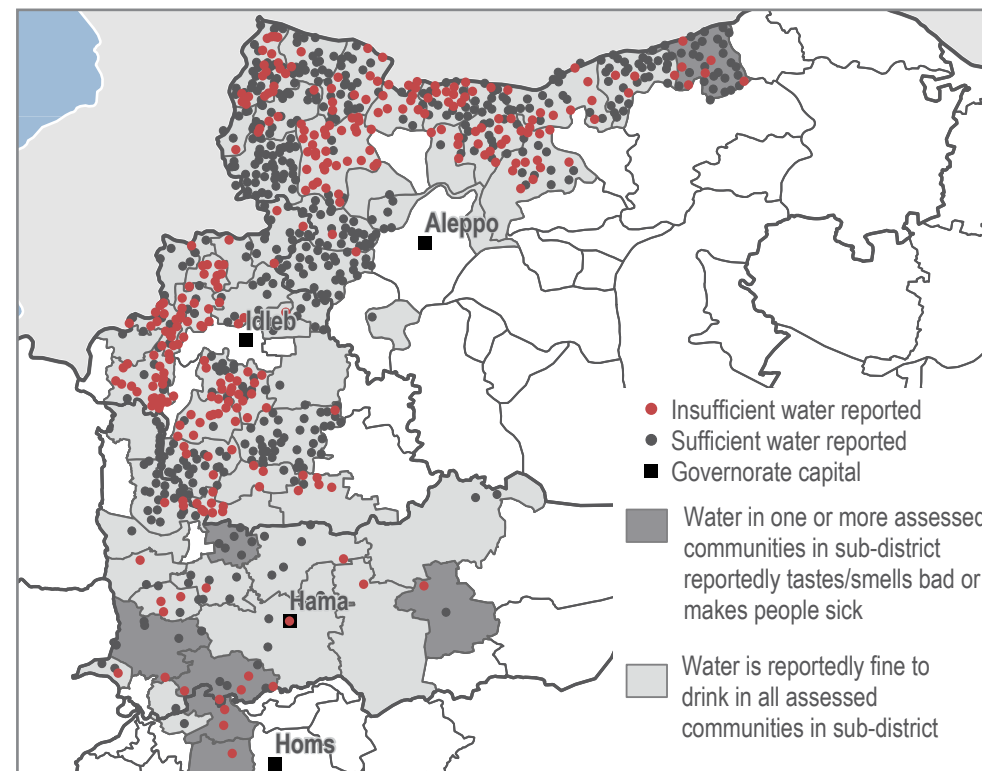 Aleppo
Idleb
Insufficient water reported
Sufficient water reported
Governorate capital
Water in one or more assessed
communities in sub-district
reportedly tastes/smells bad or
makes people sick
Hama
Water is reportedly fine to
drink in all assessed
communities in sub-district
Homs